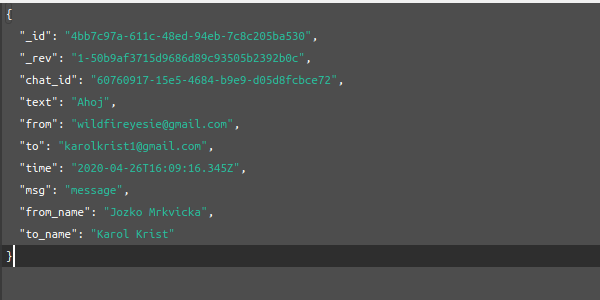 {
"_id": "4bb7c97a-611c-48ed-94eb-7c8c205ba530",
"_rev": "1-50b9af3715d9686d89c93505b2392b0c",
"chat_id": "60760917-15e5-4684-b9e9-d05d8fcbce72",
"text": "Ahoj",
"from": "wildfireyesie@gmail.com",
"to": "karolkrist1@gmail.com",
"time": "2020-04-26T16:09:16.345Z",
"msg": "message",
"from_name": "Jozko Mrkvicka",
"to_name": "Karol Krist"
}